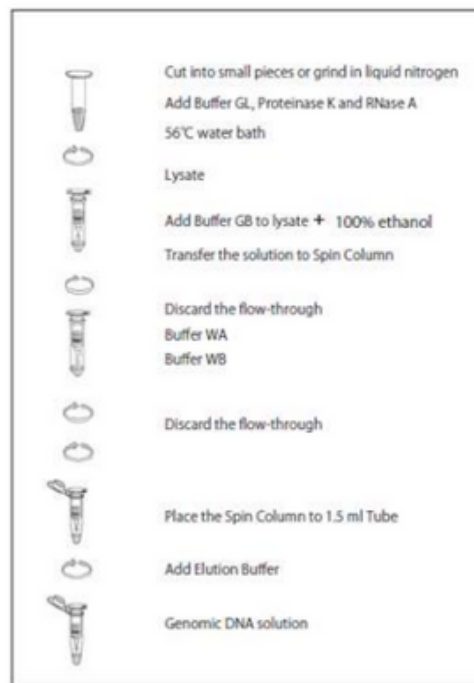 Cut into small pieces or grind in liquid nitrogen
Add Buffer GL, Proteinase K and RNase A
56℃ water bath
Lysate
Add Buffer GB to lysate + 100% ethanol
Transfer the solution to Spin Column
Discard the flow-through
Buffer WA
Buffer WB
Discard the flow-through
Place the Spin Column to 1.5 ml Tube
Add Elution Buffer
Genomic DNA solution